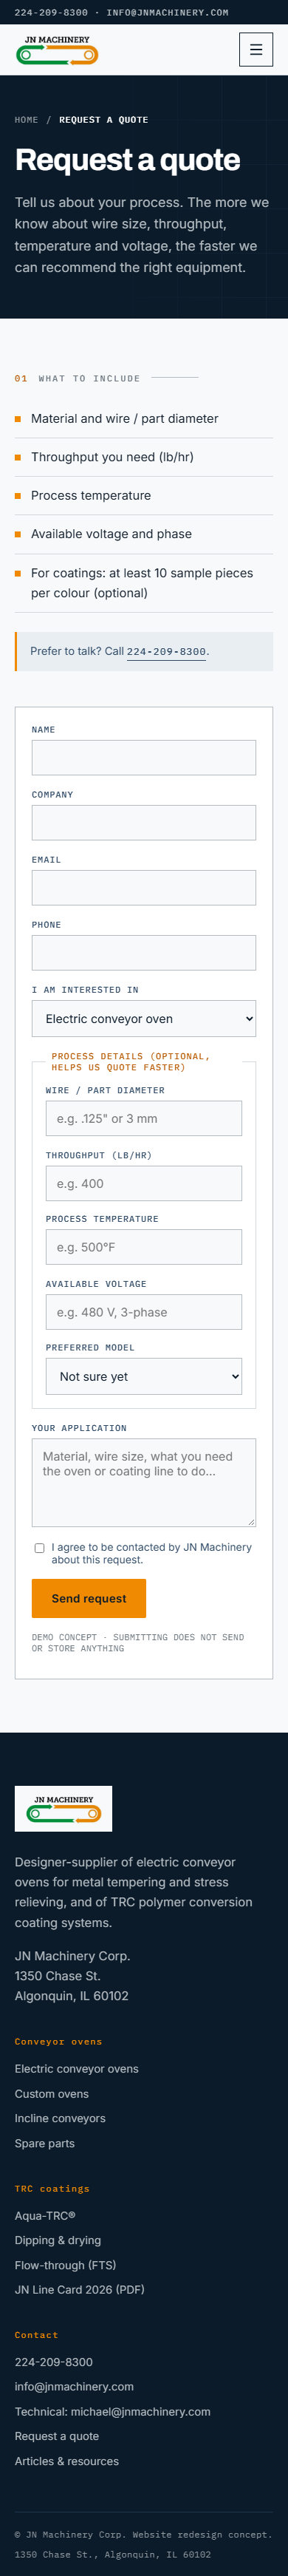 224-209-8300 · INFO@JNMACHINERY.COM
JN MACHINERY
HOME / REQUEST A QUOTE
Request a quote
Tell us about your process. The more we
know about wire size, throughput,
temperature and voltage, the faster we
can recommend the right equipment.
01 WHAT TO INCLUDE
Material and wire / part diameter
Throughput you need (lb/hr)
Process temperature
Available voltage and phase
For coatings: at least 10 sample pieces
per colour (optional)
Prefer to talk? Call 224-209-8300.
NAME
COMPANY
EMAIL
PHONE
I AM INTERESTED IN
Electric conveyor oven
PROCESS DETAILS (OPTIONAL,
HELPS US QUOTE FASTER)
WIRE / PART DIAMETER
e.g. .125" or 3 mm
THROUGHPUT (LB/HR)
e.g. 400
PROCESS TEMPERATURE
e.g. 500°F
AVAILABLE VOLTAGE
e.g. 480 V, 3-phase
PREFERRED MODEL
Not sure yet
YOUR APPLICATION
Material, wire size, what you need
the oven or coating line to do...
I agree to be contacted by JN Machinery
about this request.
Send request
DEMO CONCEPT - SUBMITTING DOES NOT SEND
OR STORE ANYTHING
JN MACHINERY
Designer-supplier of electric conveyor
ovens for metal tempering and stress
relieving, and of TRC polymer conversion
coating systems.
JN Machinery Corp.
1350 Chase St.
Algonquin, IL 60102
Conveyor ovens
Electric conveyor ovens
Custom ovens
Incline conveyors
Spare parts
TRC coatings
Aqua-TRC®
Dipping & drying
Flow-through (FTS)
JN Line Card 2026 (PDF)
Contact
224-209-8300
info@jnmachinery.com
Technical: michael@jnmachinery.com
Request a quote
Articles & resources
© JN Machinery Corp. Website redesign concept.
1350 Chase St., Algonquin, IL 60102